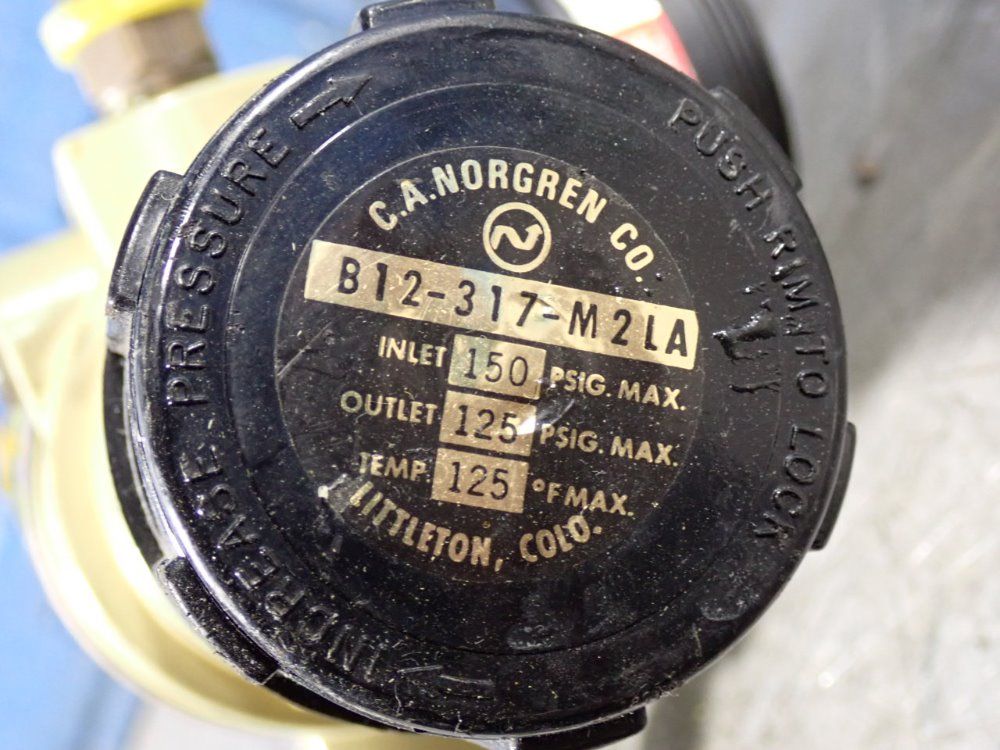 C.A. NORGREN CO.
B12-317-M2LA
INLET 150 PSIG. MAX.
OUTLET 125 PSIG. MAX.
TEMP. 125 °F MAX.
LITTLETON, COLO.
INCREASE PRESSURE
PUSH RIM TO LOCK